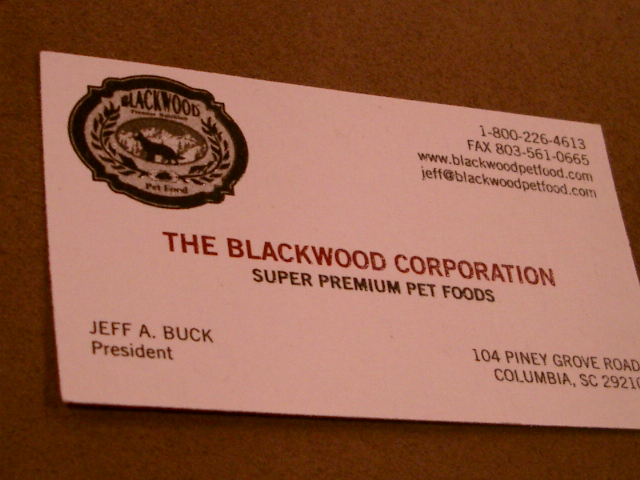 BLACKWOOD
Pet Food
1-800-226-4613
FAX 803-561-0665
www.blackwoodpetfood.com
jeff@blackwoodpetfood.com
THE BLACKWOOD CORPORATION
SUPER PREMIUM PET FOODS
JEFF A. BUCK
President
104 PINEY GROVE ROAD
COLUMBIA, SC 29210